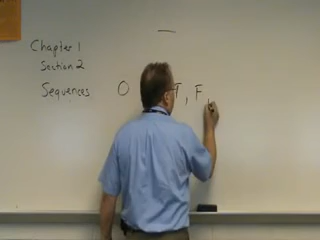 Chapter 1
Section 2
Sequences O T, F,